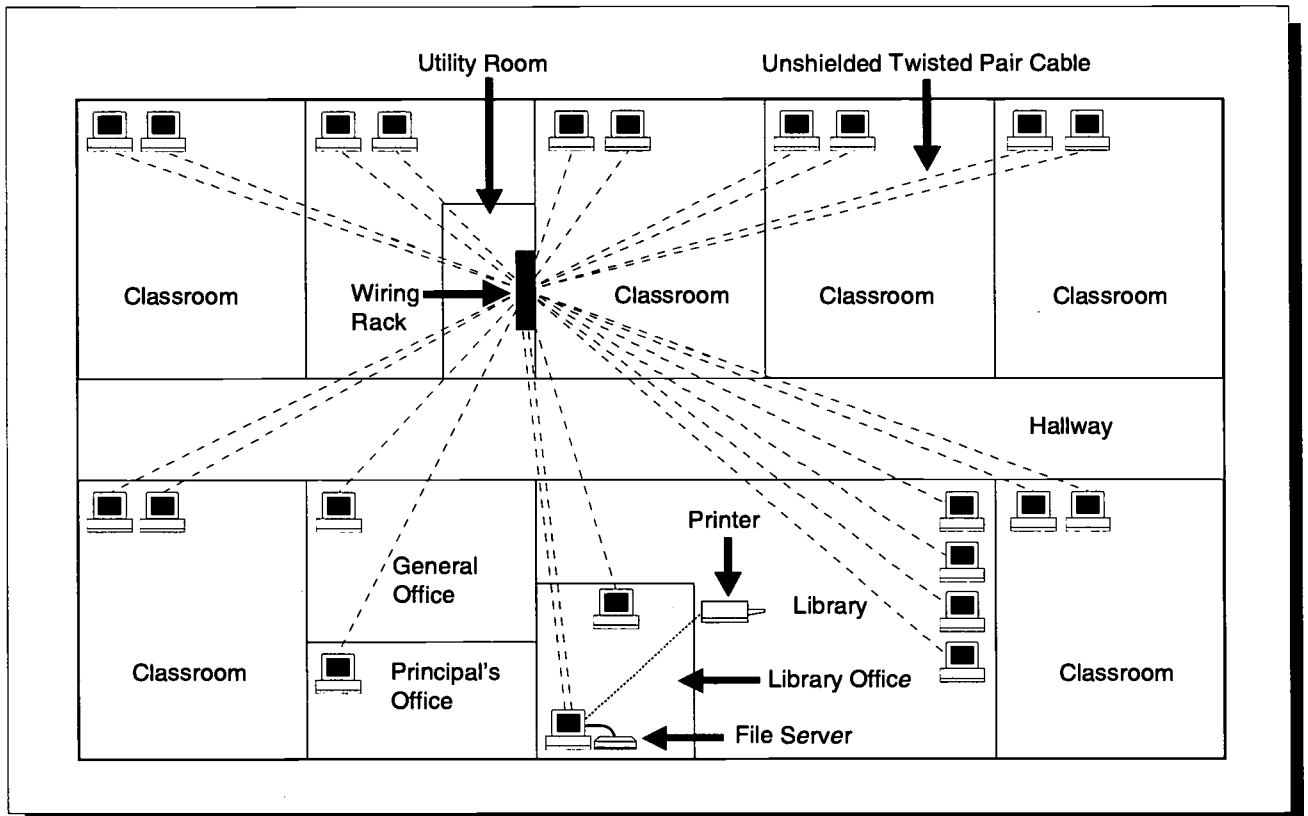 Utility Room
Unshielded Twisted Pair Cable
Classroom
Wiring
Rack
Classroom
Classroom
Classroom
Hallway
Printer
General
Office
Library
Classroom
Principal's
Office
Library Office
Classroom
File Server